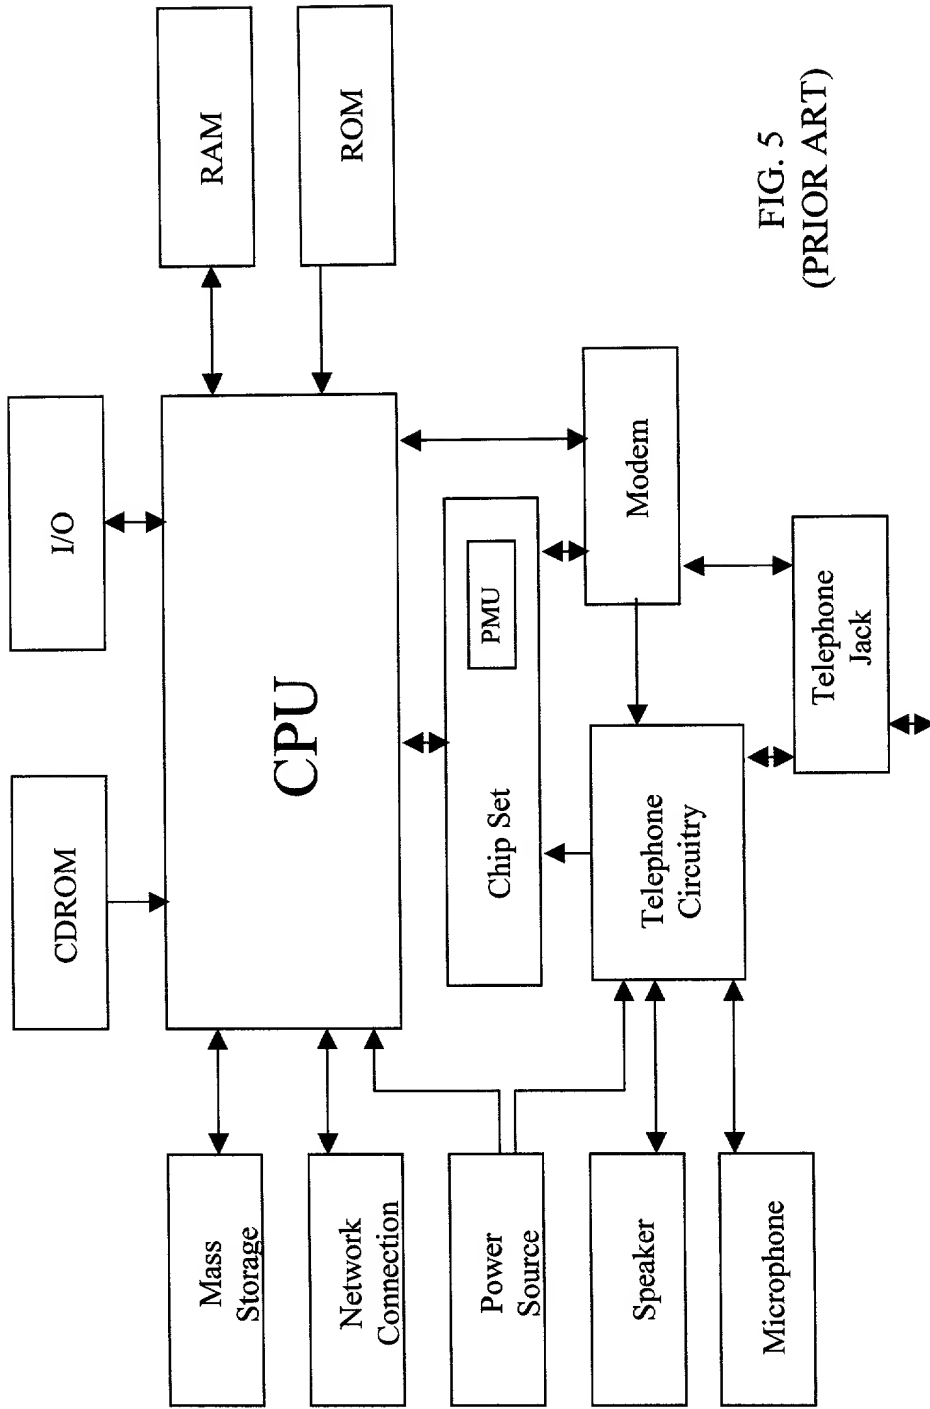 CDROM
I/O
Mass
Storage
Network
Connection
Power
Source
Speaker
Microphone
CPU
RAM
ROM
Chip Set
PMU
Telephone
Circuitry
Modem
Telephone
Jack
FIG. 5
(PRIOR ART)